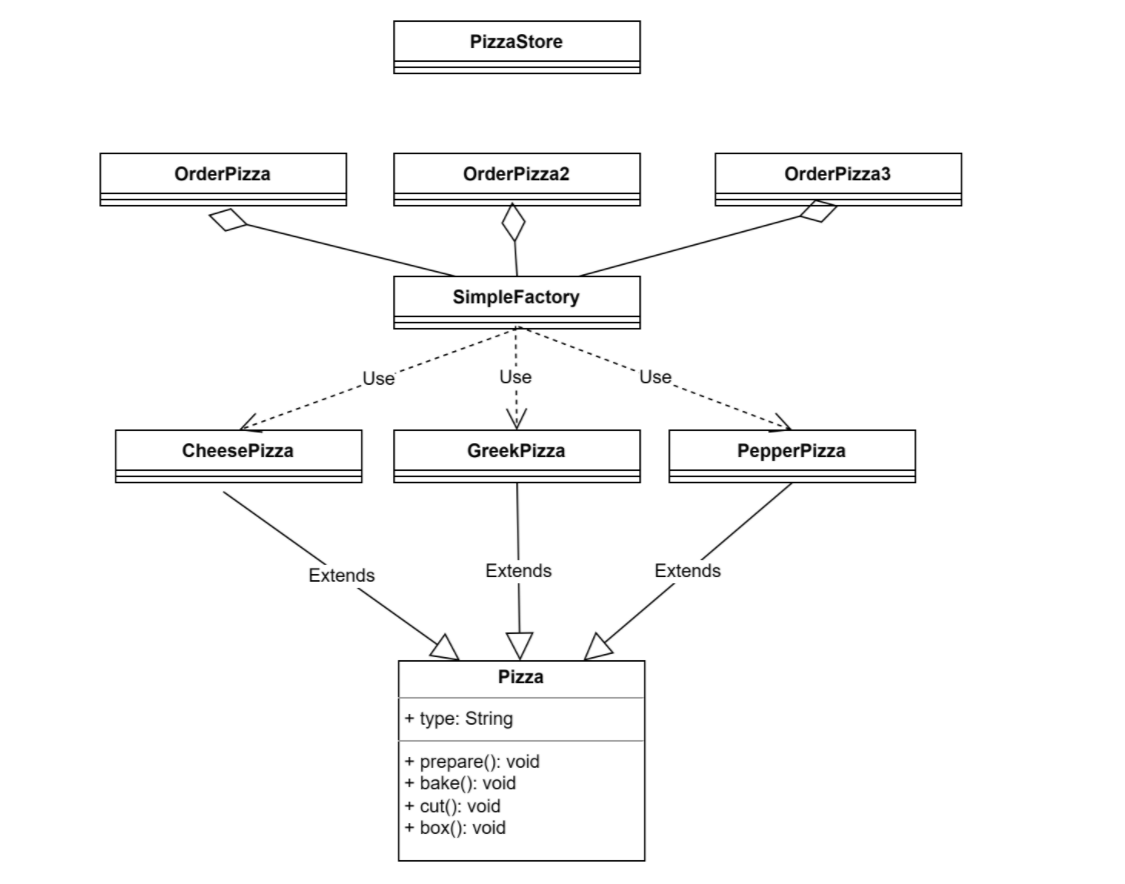 PizzaStore
OrderPizza
OrderPizza2
OrderPizza3
SimpleFactory
Use
Use
Use
CheesePizza
GreekPizza
PepperPizza
Extends
Extends
Extends
Pizza
+ type: String
+ prepare(): void
+ bake(): void
+ cut(): void
+ box(): void